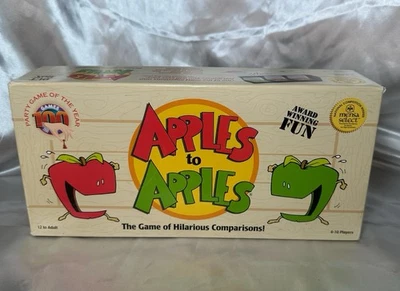 PARTY GAME OF THE YEAR
GAMES
100
APPLES
to
APPLES
AWARD
WINNING
FUN
mensa
select
The Game of Hilarious Comparisons!
12 to Adult
4-10 Players